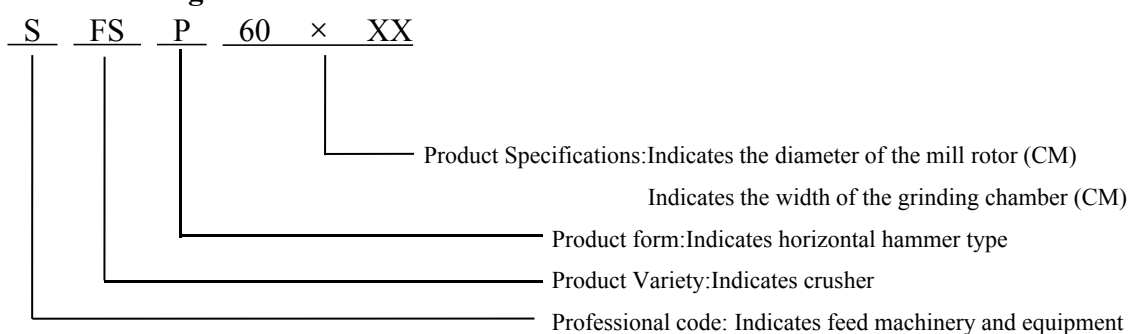 S FS P 60 × XX
Product Specifications:Indicates the diameter of the mill rotor (CM)
Indicates the width of the grinding chamber (CM)
Product form:Indicates horizontal hammer type
Product Variety:Indicates crusher
Professional code: Indicates feed machinery and equipment